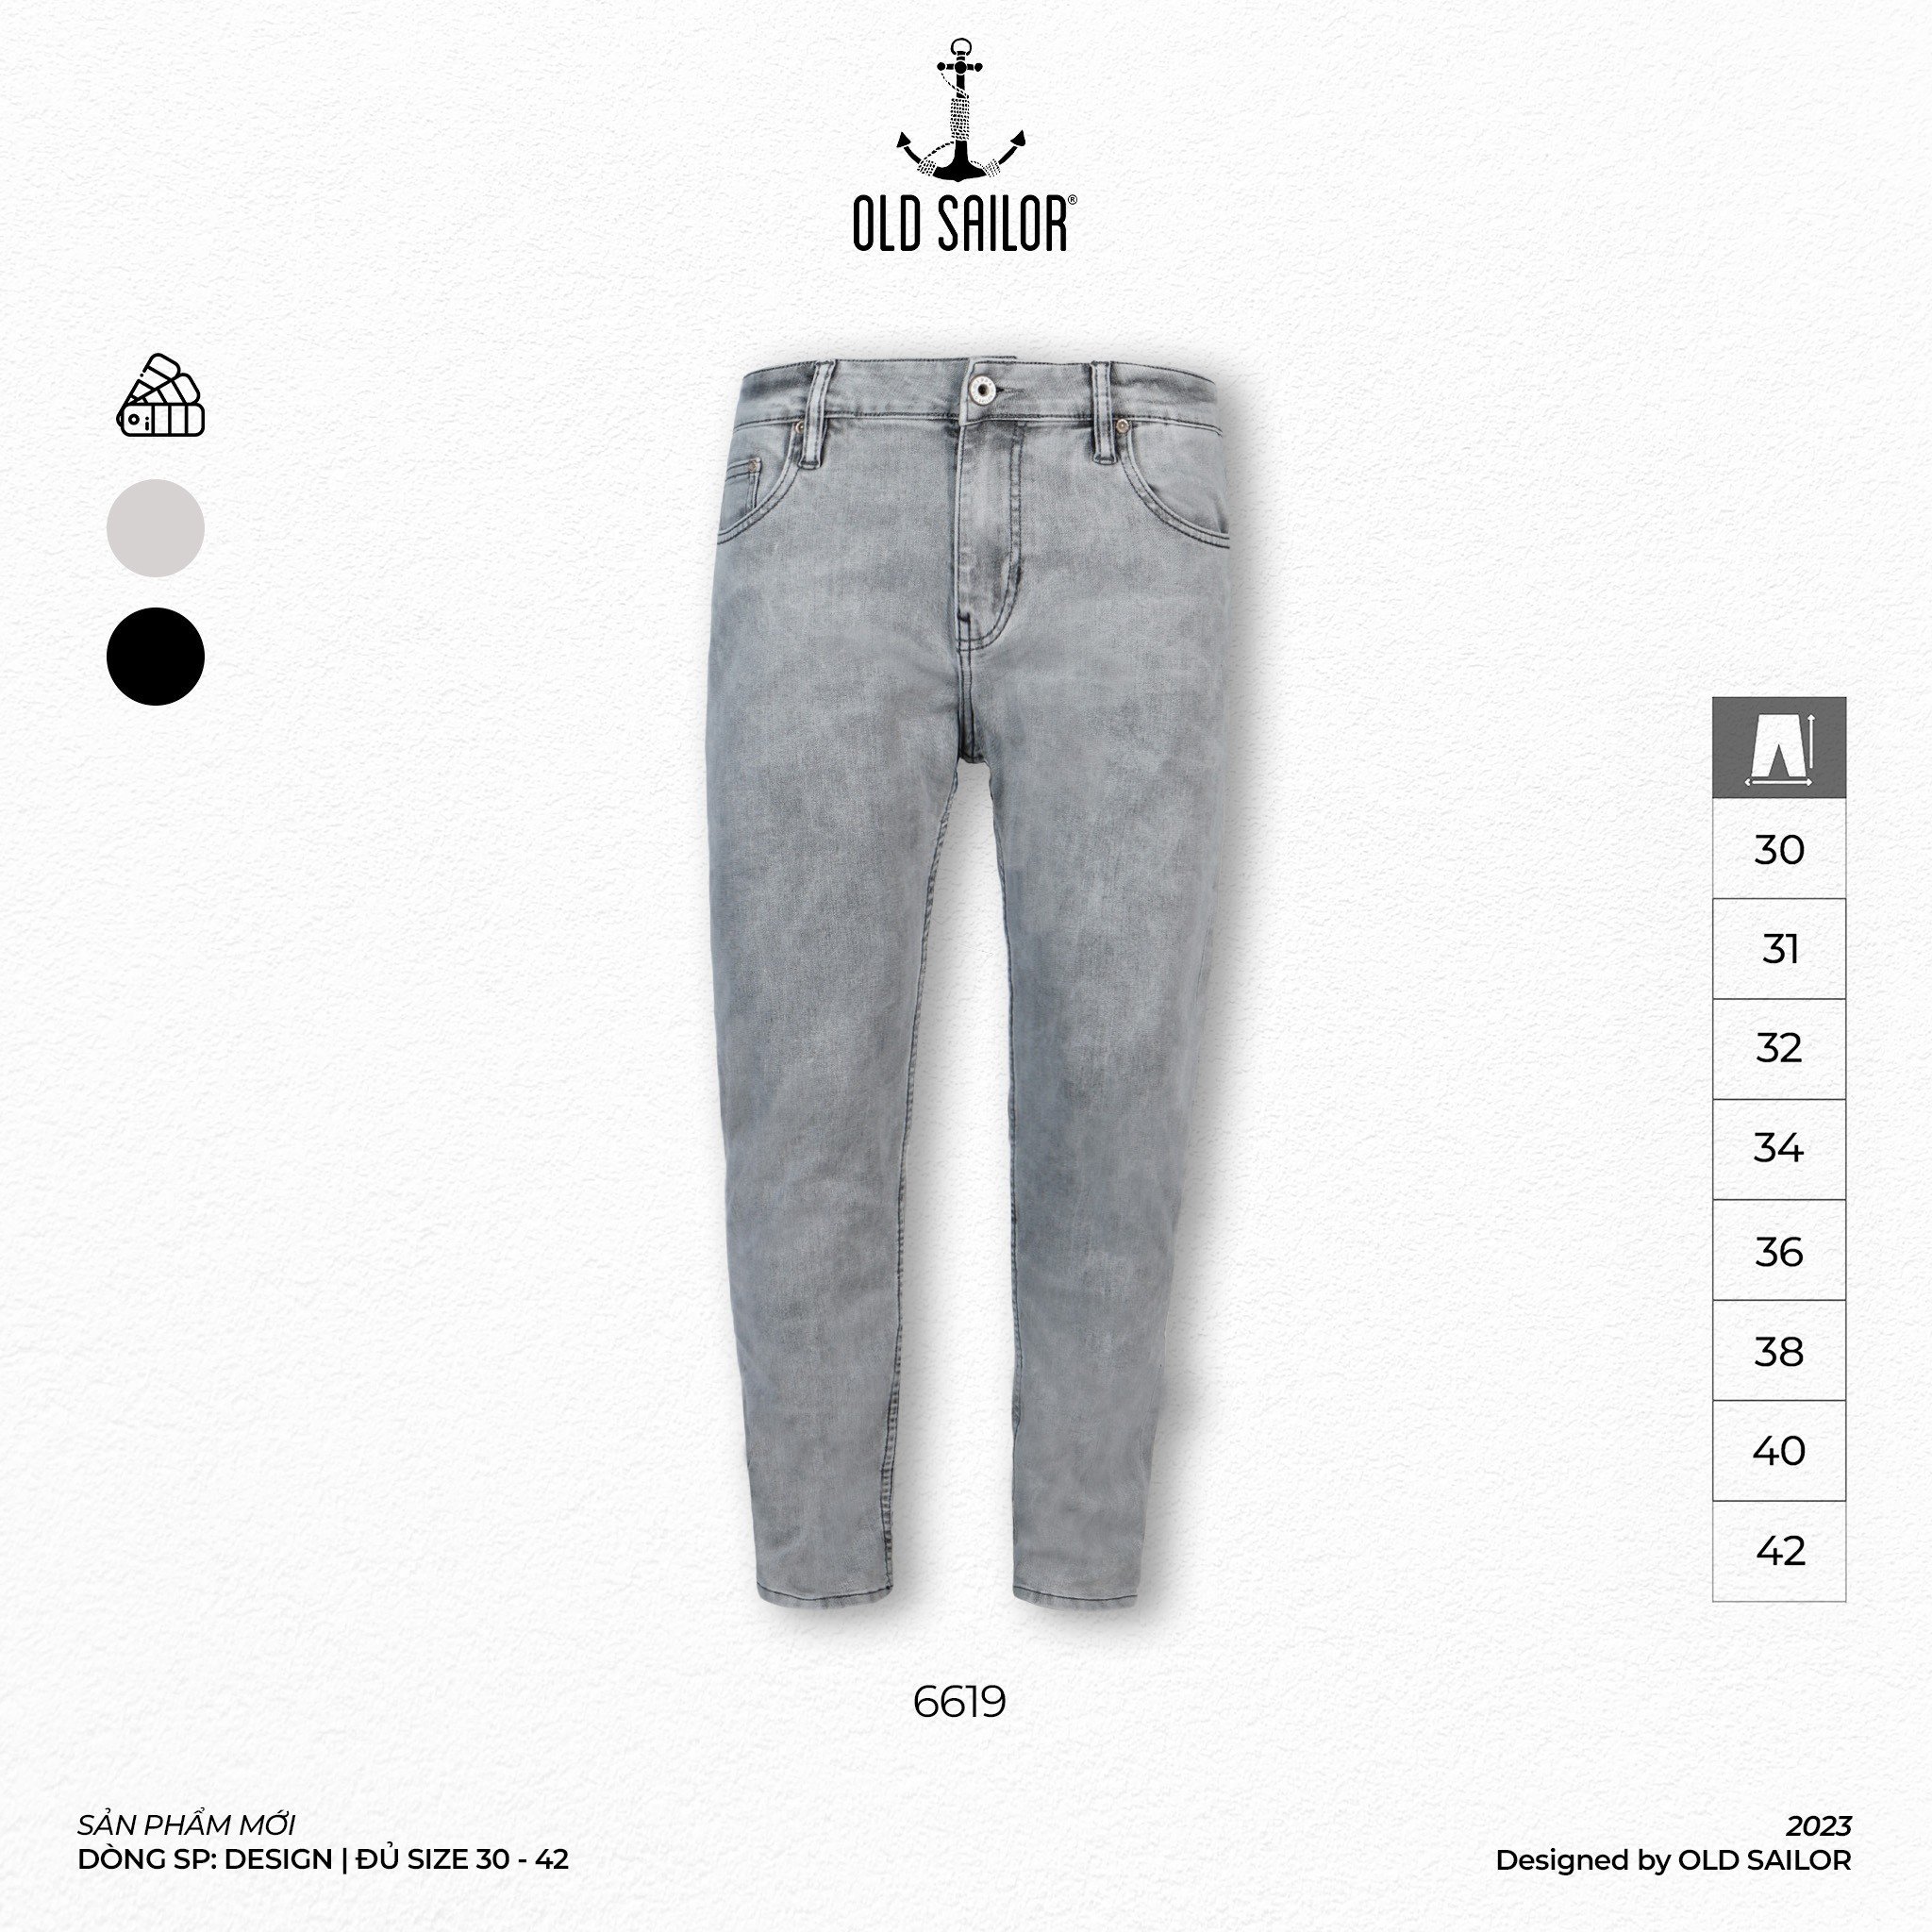 OLD SAILOR®
30
31
32
34
36
38
40
42
6619
SẢN PHẨM MỚI
DÒNG SP: DESIGN | ĐỦ SIZE 30 - 42
2023
Designed by OLD SAILOR